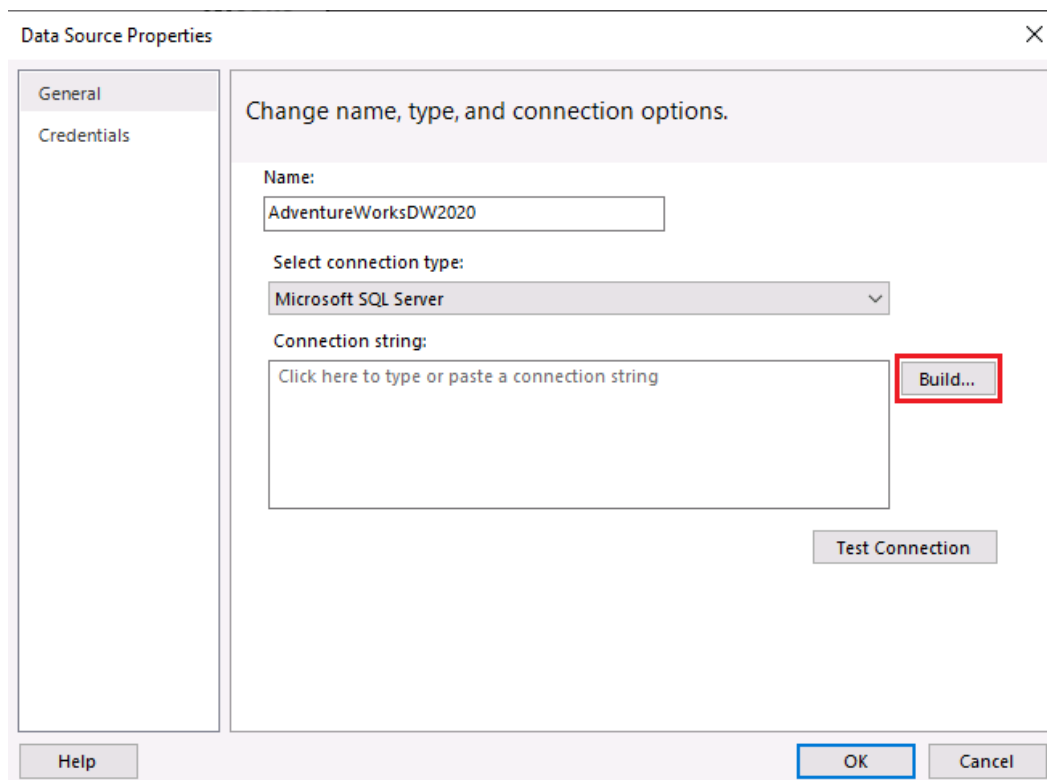 Data Source Properties
General
Credentials
Change name, type, and connection options.
Name:
AdventureWorksDW2020
Select connection type:
Microsoft SQL Server
Connection string:
Click here to type or paste a connection string
Build...
Test Connection
Help
OK
Cancel